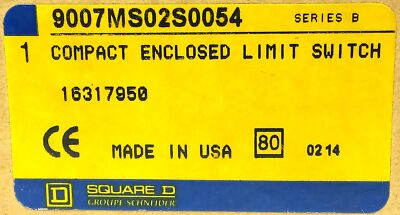 9007MS02S0054 SERIES B
1 COMPACT ENCLOSED LIMIT SWITCH
16317950
CE MADE IN USA 80 0214
D SQUARE D
GROUPE SCHNEIDER